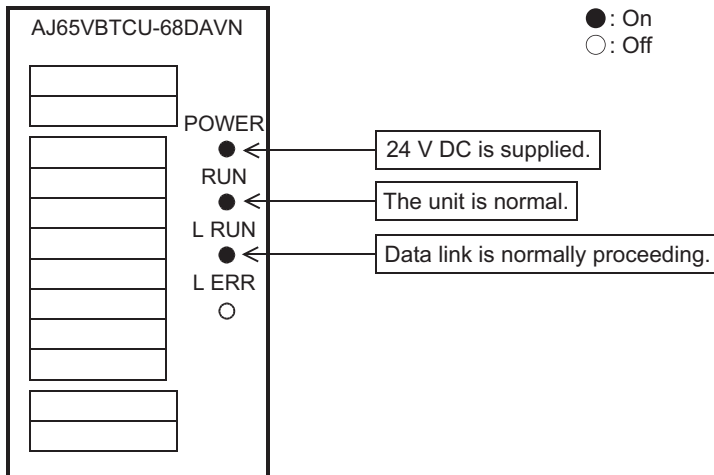 AJ65VBTCU-68DAVN
●: On
○: Off
POWER
24 V DC is supplied.
RUN
The unit is normal.
L RUN
Data link is normally proceeding.
L ERR